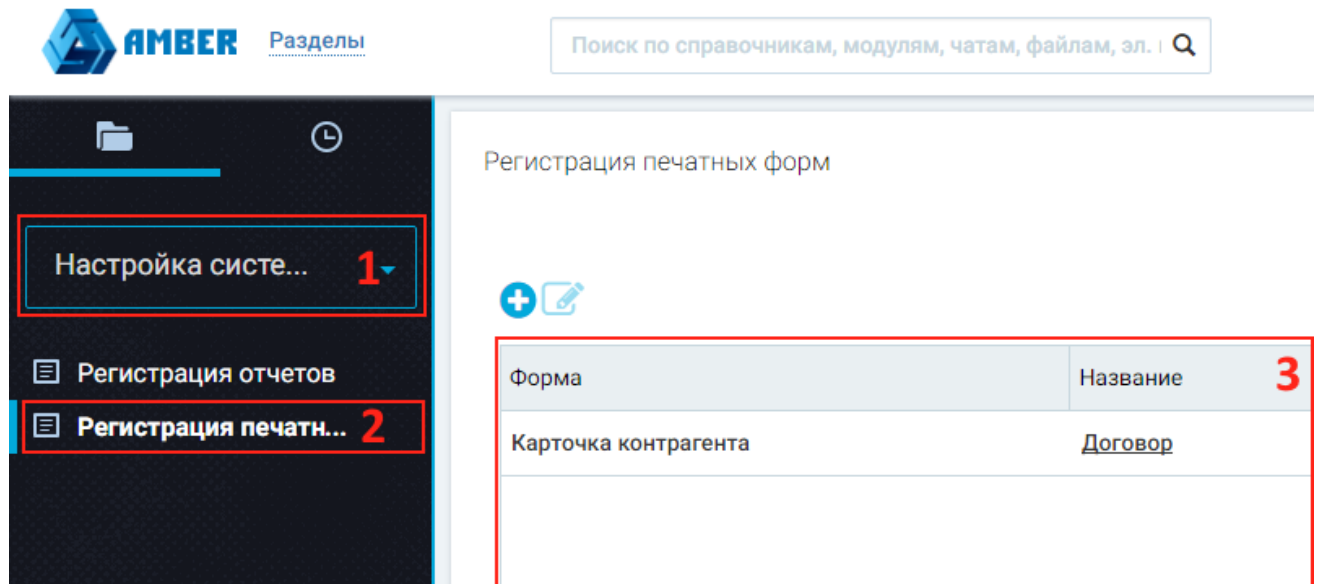 AMBER Разделы Поиск по справочникам, модулям, чатам, файлам, эл.
Регистрация печатных форм
Настройка систе... 1
Регистрация отчетов
Регистрация печатн... 2
Форма Название 3
Карточка контрагента Договор